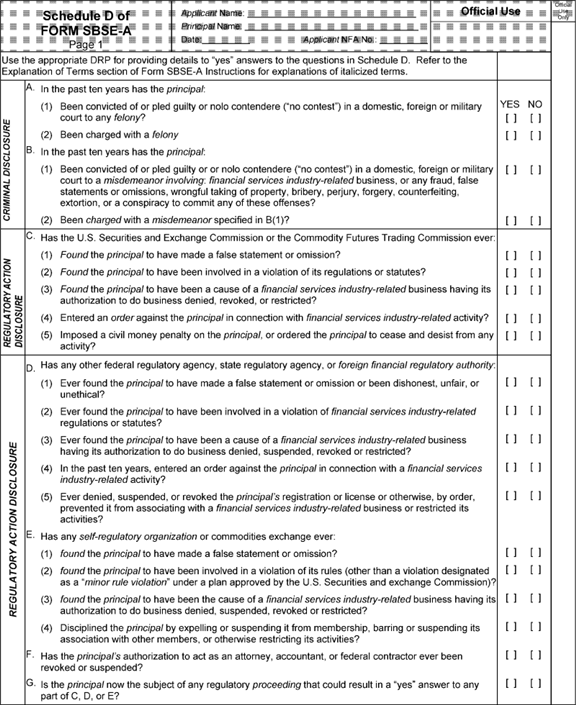 Schedule D of
FORM SBSE-A
Page 1
Applicant Name:
Principal Name:
Date:
Applicant NFA No.:
Official Use
Official
Use
Only
Use the appropriate DRP for providing details to "yes" answers to the questions in Schedule D. Refer to the
Explanation of Terms section of Form SBSE-A Instructions for explanations of italicized terms.
CRIMINAL DISCLOSURE
A. In the past ten years has the principal:
(1) Been convicted of or pled guilty or nolo contendere ("no contest") in a domestic, foreign or military
court to any felony?
YES NO
[ ] [ ]
(2) Been charged with a felony
[ ] [ ]
B. In the past ten years has the principal:
(1) Been convicted of or pled guilty or or nolo contendere ("no contest") in a domestic, foreign or military
court to a misdemeanor involving: financial services industry-related business, or any fraud, false
statements or omissions, wrongful taking of property, bribery, perjury, forgery, counterfeiting,
extortion, or a conspiracy to commit any of these offenses?
[ ] [ ]
(2) Been charged with a misdemeanor specified in B(1)?
[ ] [ ]
REGULATORY ACTION
DISCLOSURE
C. Has the U.S. Securities and Exchange Commission or the Commodity Futures Trading Commission ever:
(1) Found the principal to have made a false statement or omission?
[ ] [ ]
(2) Found the principal to have been involved in a violation of its regulations or statutes?
[ ] [ ]
(3) Found the principal to have been a cause of a financial services industry-related business having its
authorization to do business denied, revoked, or restricted?
[ ] [ ]
(4) Entered an order against the principal in connection with financial services industry-related activity?
[ ] [ ]
(5) Imposed a civil money penalty on the principal, or ordered the principal to cease and desist from any
activity?
[ ] [ ]
REGULATORY ACTION DISCLOSURE
D. Has any other federal regulatory agency, state regulatory agency, or foreign financial regulatory authority:
(1) Ever found the principal to have made a false statement or omission or been dishonest, unfair, or
unethical?
[ ] [ ]
(2) Ever found the principal to have been involved in a violation of financial services industry-related
regulations or statutes?
[ ] [ ]
(3) Ever found the principal to have been a cause of a financial services industry-related business
having its authorization to do business denied, suspended, revoked or restricted?
[ ] [ ]
(4) In the past ten years, entered an order against the principal in connection with a financial services
industry-related activity?
[ ] [ ]
(5) Ever denied, suspended, or revoked the principal's registration or license or otherwise, by order,
prevented it from associating with a financial services industry-related business or restricted its
activities?
[ ] [ ]
E. Has any self-regulatory organization or commodities exchange ever:
(1) found the principal to have made a false statement or omission?
[ ] [ ]
(2) found the principal to have been involved in a violation of its rules (other than a violation designated
as a "minor rule violation" under a plan approved by the U.S. Securities and exchange Commission)?
[ ] [ ]
(3) found the principal to have been the cause of a financial services industry-related business having its
authorization to do business denied, suspended, revoked or restricted?
[ ] [ ]
(4) Disciplined the principal by expelling or suspending it from membership, barring or suspending its
association with other members, or otherwise restricting its activities?
[ ] [ ]
F. Has the principal's authorization to act as an attorney, accountant, or federal contractor ever been
revoked or suspended?
[ ] [ ]
G. Is the principal now the subject of any regulatory proceeding that could result in a "yes" answer to any
part of C, D, or E?
[ ] [ ]